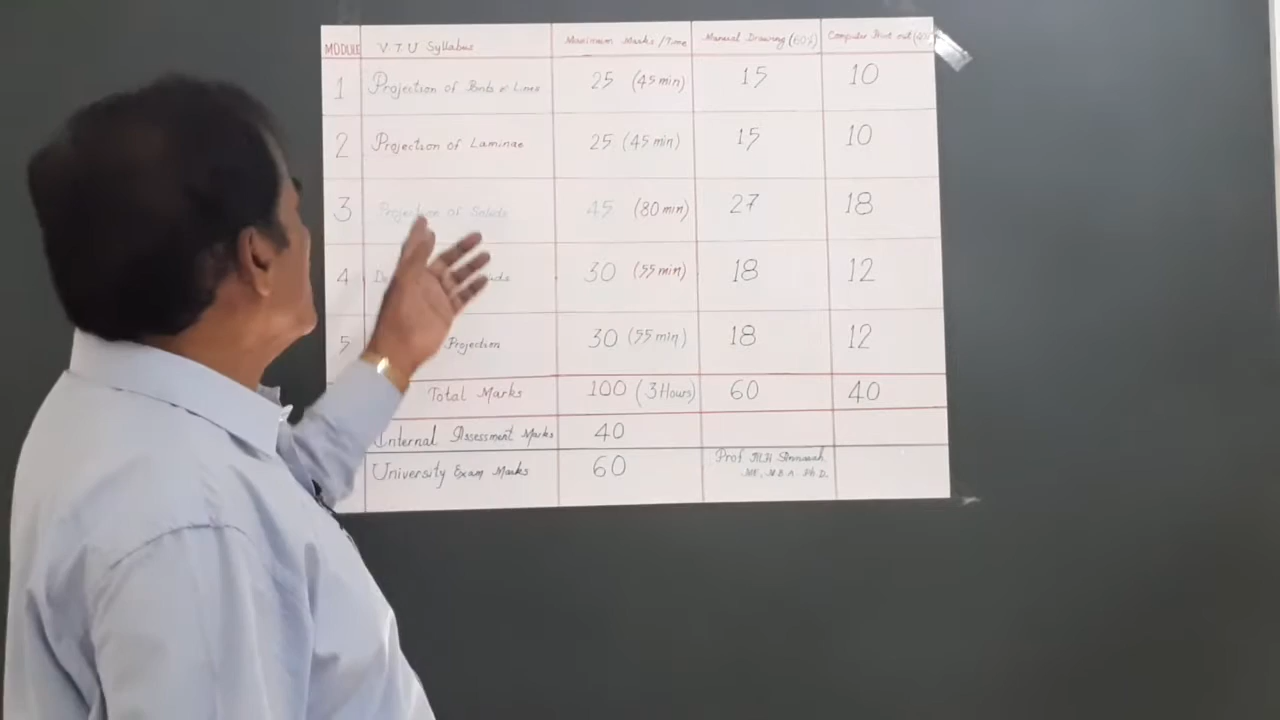 MODULE V T U Syllabus Maximum Marks/Time Manual Drawing (60%) Computer Print out (40%)
1 Projection of Points & Lines 25 (45 min) 15 10
2 Projection of Laminae 25 (45 min) 15 10
3 Projection of Solids 45 (80 min) 27 18
4 30 (55 min) 18 12
5 Projection 30 (55 min) 18 12
Total Marks 100 (3 Hours) 60 40
Internal Assessment Marks 40
University Exam Marks 60 Prof
ME, M B A Ph D.